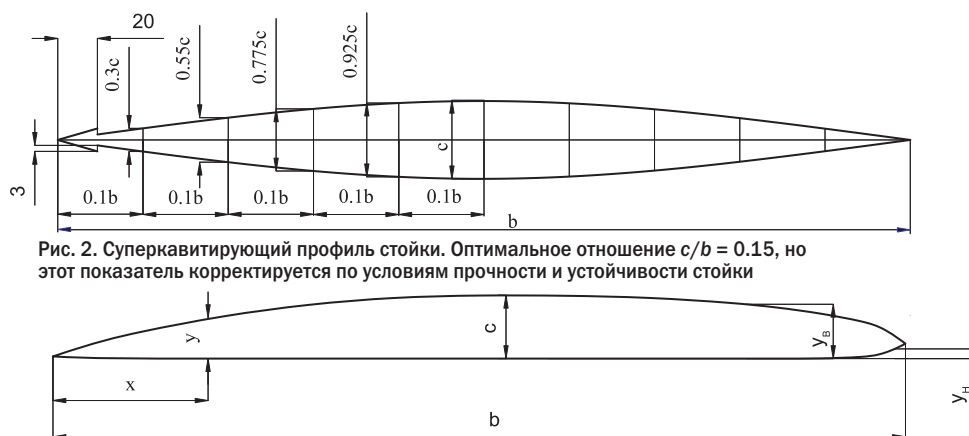 20
0.3c
0.55c
0.775c
0.925c
c
3
0.1b
0.1b
0.1b
0.1b
0.1b
b
Рис. 2. Суперкавитирующий профиль стойки. Оптимальное отношение c/b = 0.15, но
этот показатель корректируется по условиям прочности и устойчивости стойки
y
c
yв
x
yн
b